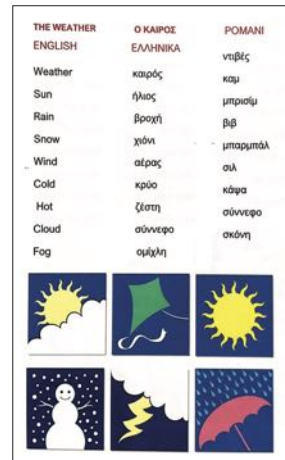 THE WEATHER
ENGLISH
Weather
Sun
Rain
Snow
Wind
Cold
Hot
Cloud
Fog
Ο ΚΑΙΡΟΣ
ΕΛΛΗΝΙΚΑ
καιρός
ήλιος
βροχή
χιόνι
αέρας
κρύο
ζέστη
σύννεφο
ομίχλη
ΡΟΜΑΝΙ
ντιβές
καμ
μπρισίμ
βιβ
μπαρμπάλ
σιλ
κάψα
σύννεφο
σκόνη